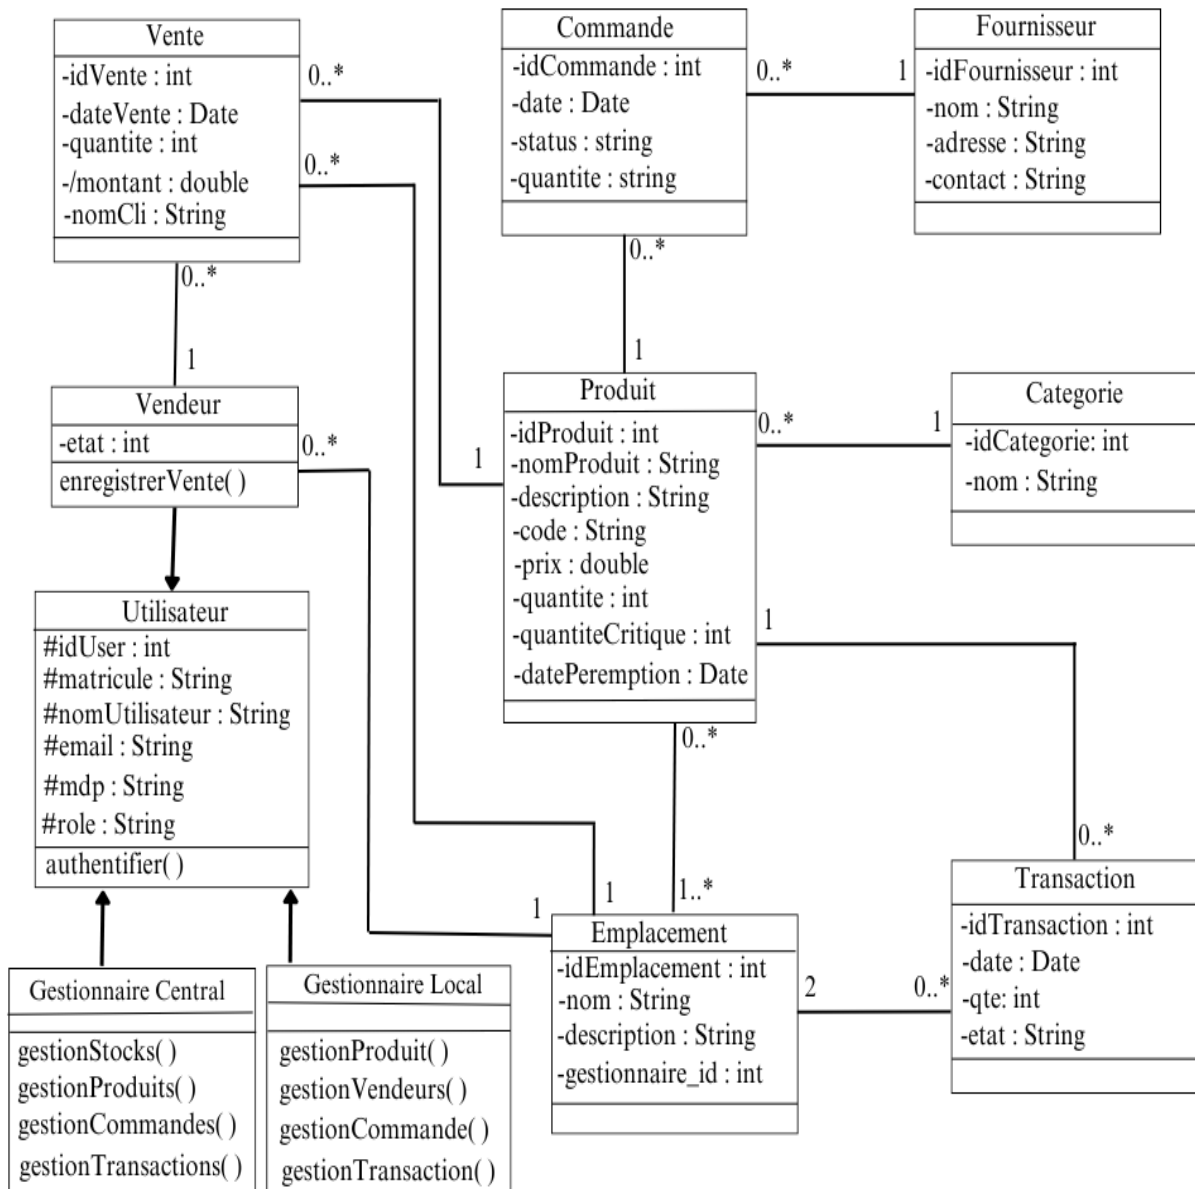 Vente
-idVente : int
-dateVente : Date
-quantite : int
-/montant : double
-nomCli : String
0..*
0..*
0..*
1
Commande
-idCommande : int
-date : Date
-status : string
-quantite : string
0..*
1
0..*
1
Fournisseur
-idFournisseur : int
-nom : String
-adresse : String
-contact : String
Vendeur
-etat : int
enregistrerVente( )
0..*
1
Produit
-idProduit : int
-nomProduit : String
-description : String
-code : String
-prix : double
-quantite : int
-quantiteCritique : int
-datePeremption : Date
0..*
1
1
0..*
Categorie
-idCategorie: int
-nom : String
Utilisateur
#idUser : int
#matricule : String
#nomUtilisateur : String
#email : String
#mdp : String
#role : String
authentifier( )
0..*
1..*
1
1
Emplacement
-idEmplacement : int
-nom : String
-description : String
-gestionnaire_id : int
2
0..*
Transaction
-idTransaction : int
-date : Date
-qte: int
-etat : String
Gestionnaire Central
gestionStocks( )
gestionProduits( )
gestionCommandes( )
gestionTransactions( )
Gestionnaire Local
gestionProduit( )
gestionVendeurs( )
gestionCommande( )
gestionTransaction( )